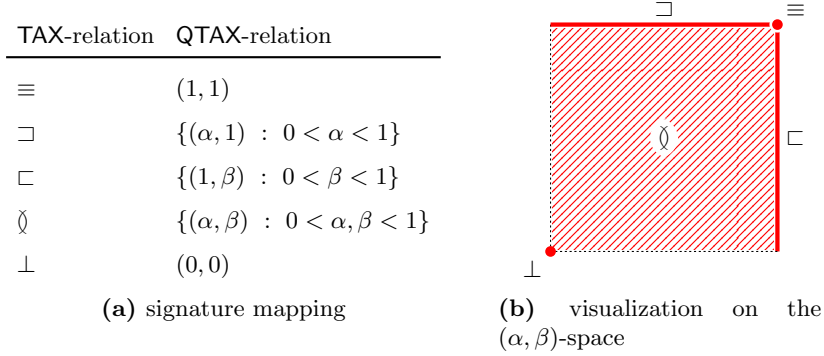 TAX-relation QTAX-relation
≡ (1, 1)
⊐ {(α, 1) : 0 < α < 1}
⊏ {(1, β) : 0 < β < 1}
≬ {(α, β) : 0 < α, β < 1}
⊥ (0, 0)
(a) signature mapping
⊐ ≡
≬ ⊏
⊥
(b) visualization on the
(α, β)-space